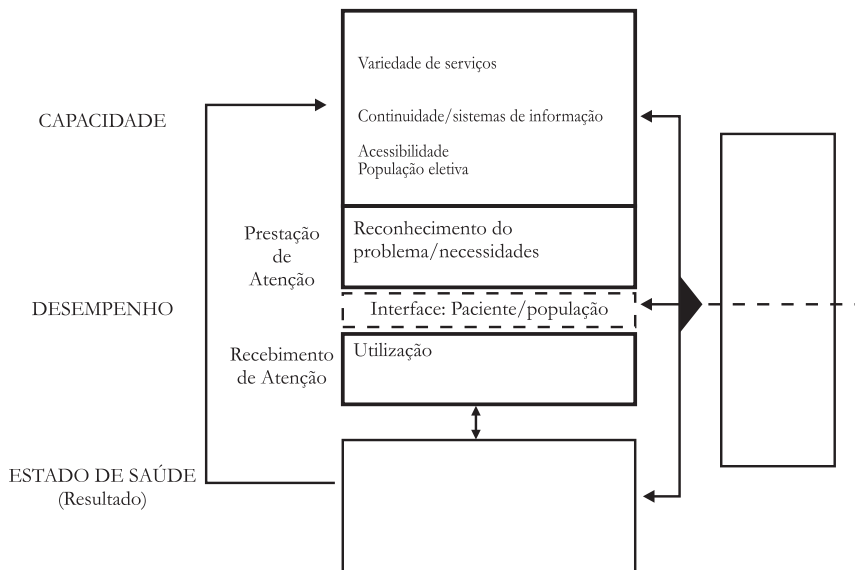 Variedade de serviços
CAPACIDADE
Continuidade/sistemas de informação
Acessibilidade
População eletiva
Prestação
de
Atenção
Reconhecimento do
problema/necessidades
DESEMPENHO
Interface: Paciente/população
Recebimento
de Atenção
Utilização
ESTADO DE SAÚDE
(Resultado)